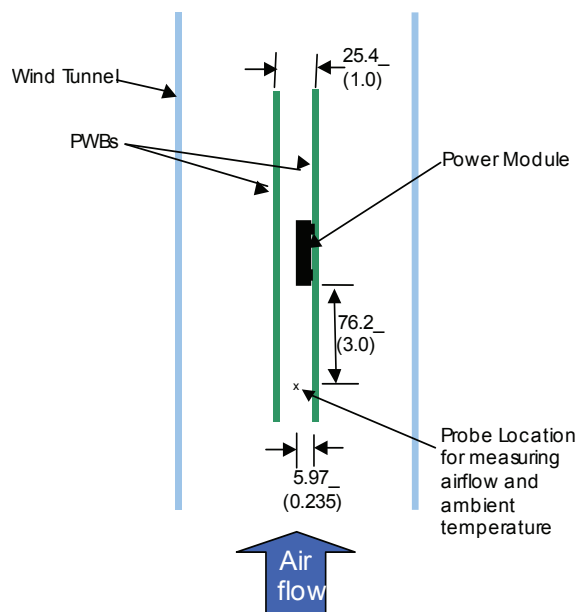 25.4_
(1.0)
Wind Tunnel
PWBs
Power Module
76.2_
(3.0)
x
Probe Location
for measuring
airflow and
ambient
temperature
5.97_
(0.235)
Air
flow